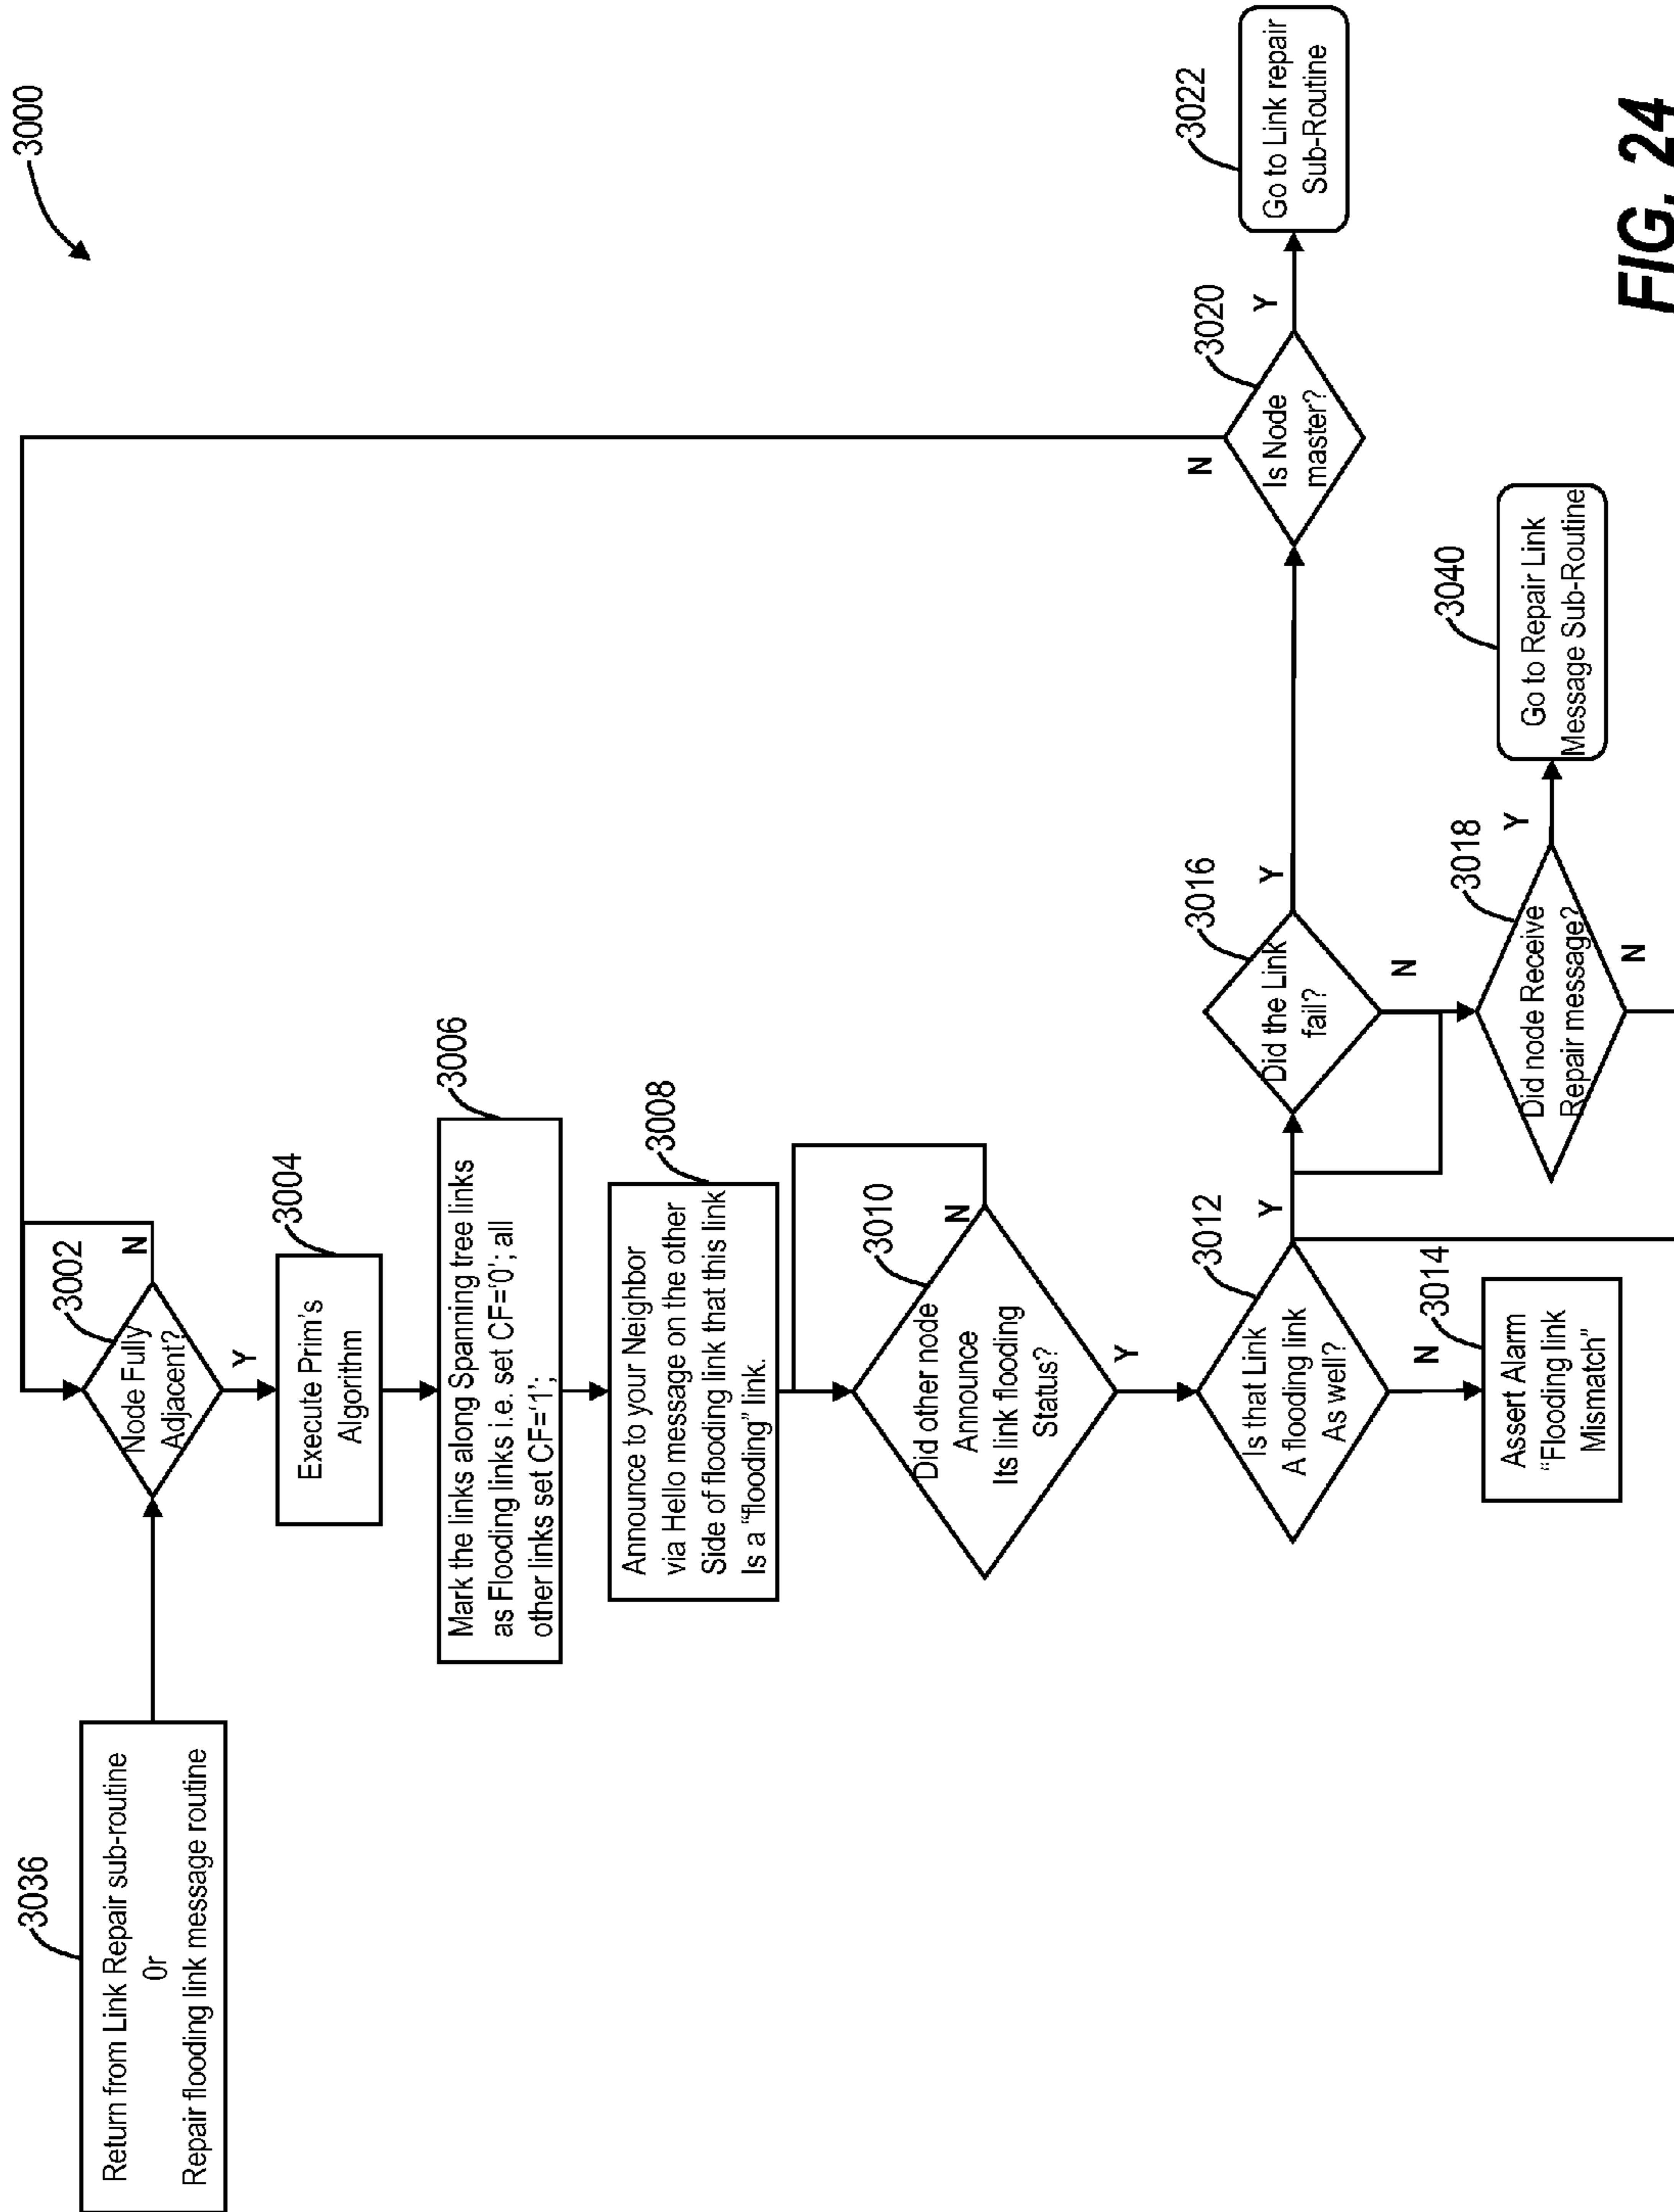 3000
3036
Return from Link Repair sub-routine
Or
Repair flooding link message routine
3002
Node Fully
Adjacent?
N
Y
3004
Execute Prim's
Algorithm
3006
Mark the links along Spanning tree links
as Flooding links i.e. set CF='0'; all
other links set CF='1';
3008
Announce to your Neighbor
via Hello message on the other
Side of flooding link that this link
Is a "flooding" link.
3010
Did other node
Announce
Its link flooding
Status?
N
Y
3012
Is that Link
A flooding link
As well?
Y
N
3014
Assert Alarm
"Flooding link
Mismatch"
3016
Did the Link
fail?
Y
N
3018
Did node Receive
Repair message?
Y
N
3040
Go to Repair Link
Message Sub-Routine
3020
Is Node
master?
N
Y
3022
Go to Link repair
Sub-Routine
FIG. 24